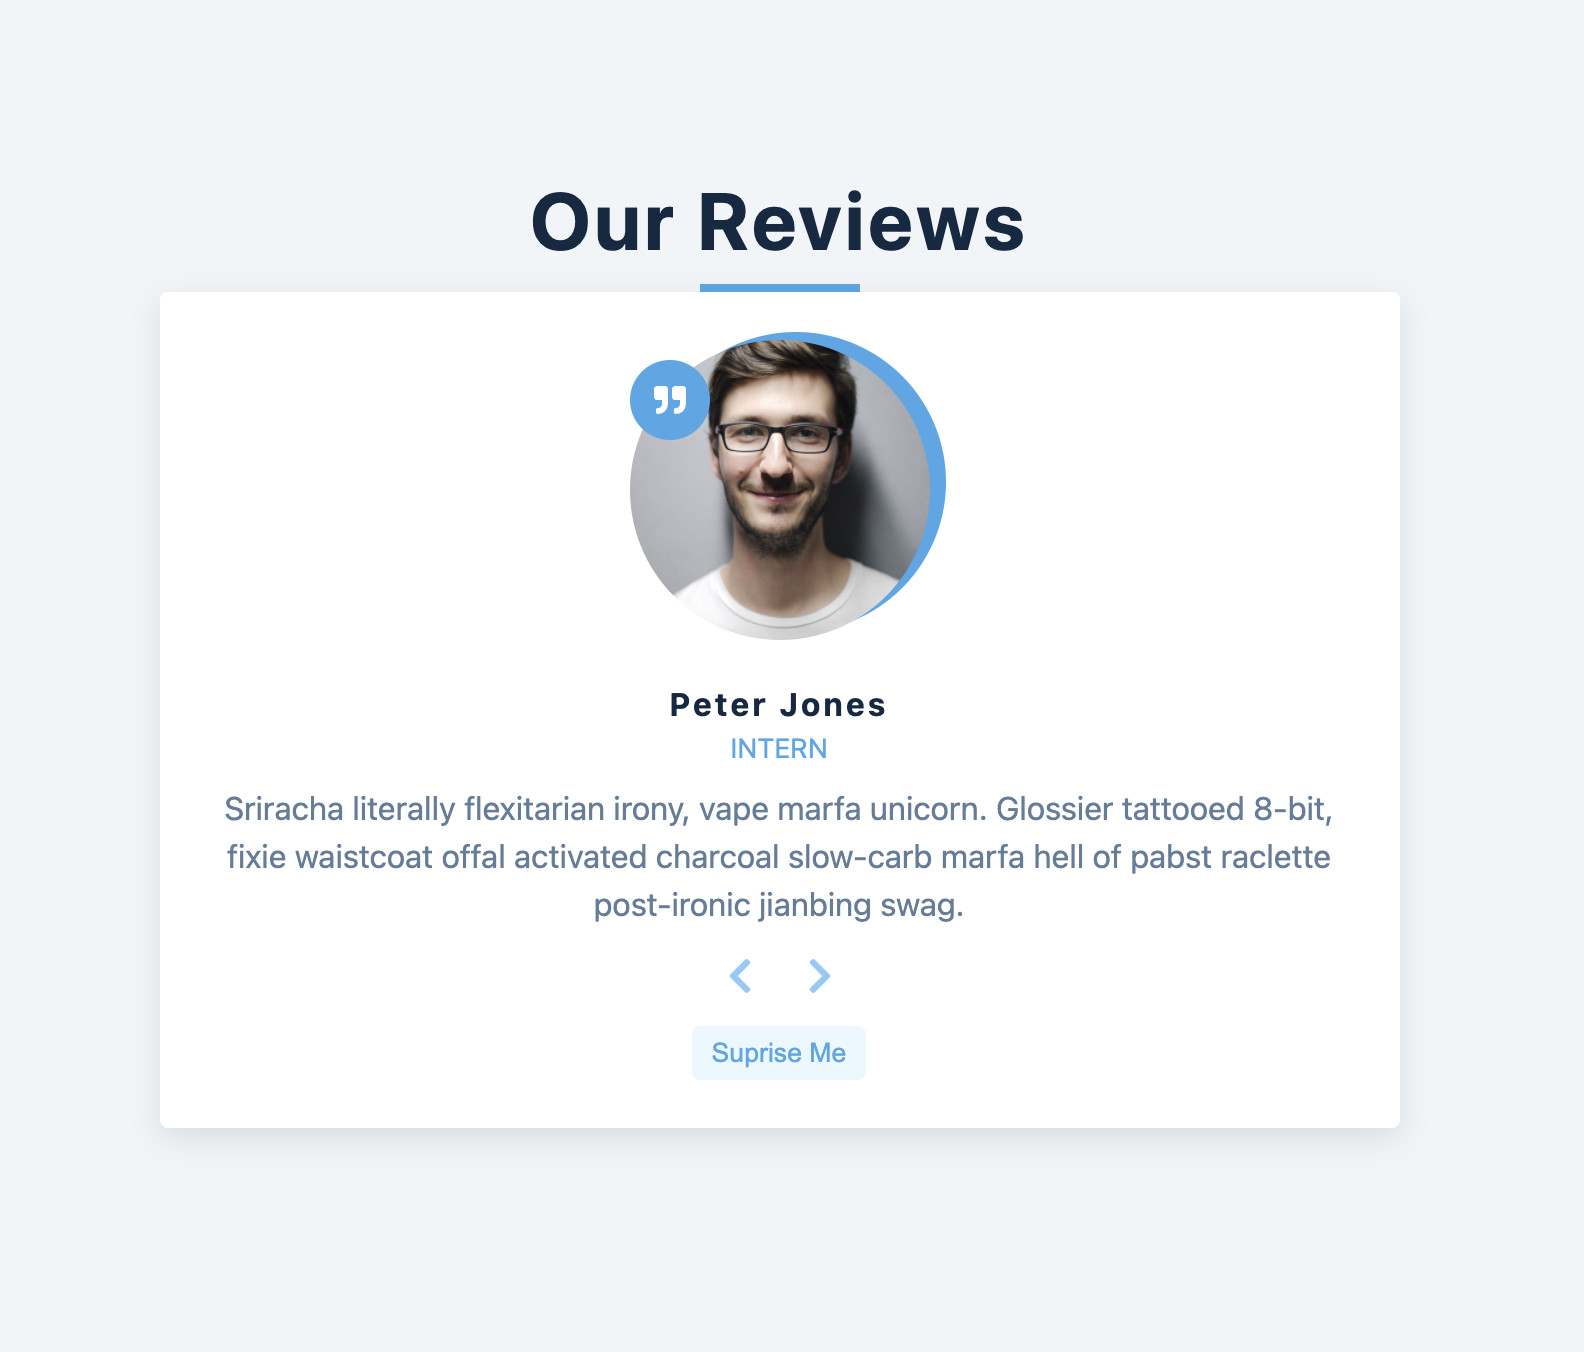 Our Reviews
Peter Jones
INTERN
Sriracha literally flexitarian irony, vape marfa unicorn. Glossier tattooed 8-bit,
fixie waistcoat offal activated charcoal slow-carb marfa hell of pabst raclette
post-ironic jianbing swag.
Suprise Me